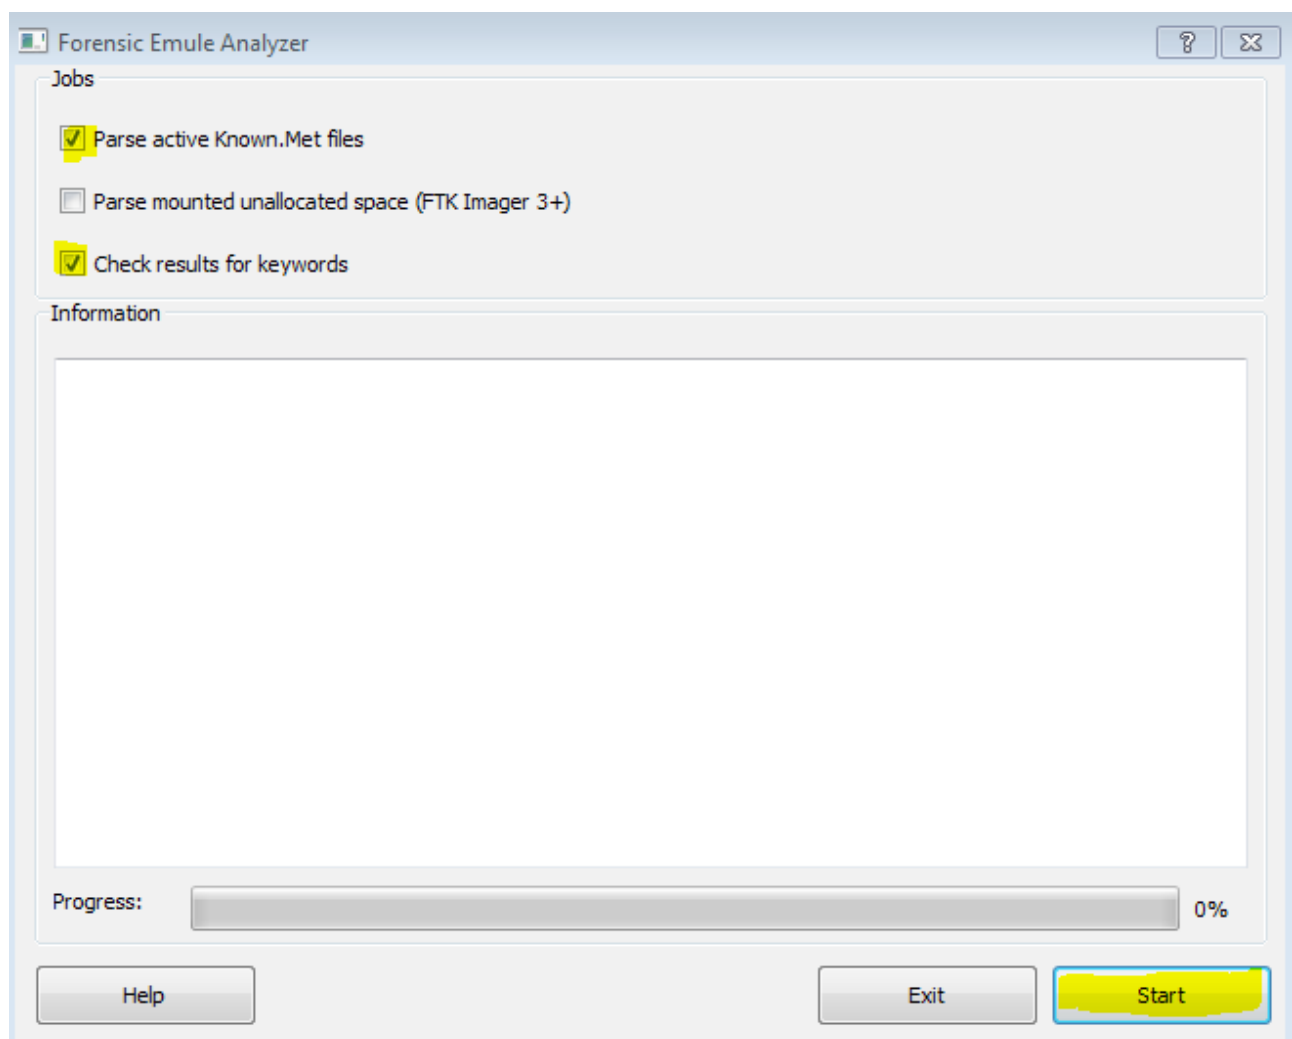 Forensic Emule Analyzer
Jobs
Parse active Known.Met files
Parse mounted unallocated space (FTK Imager 3+)
Check results for keywords
Information
Progress:
0%
Help
Exit
Start